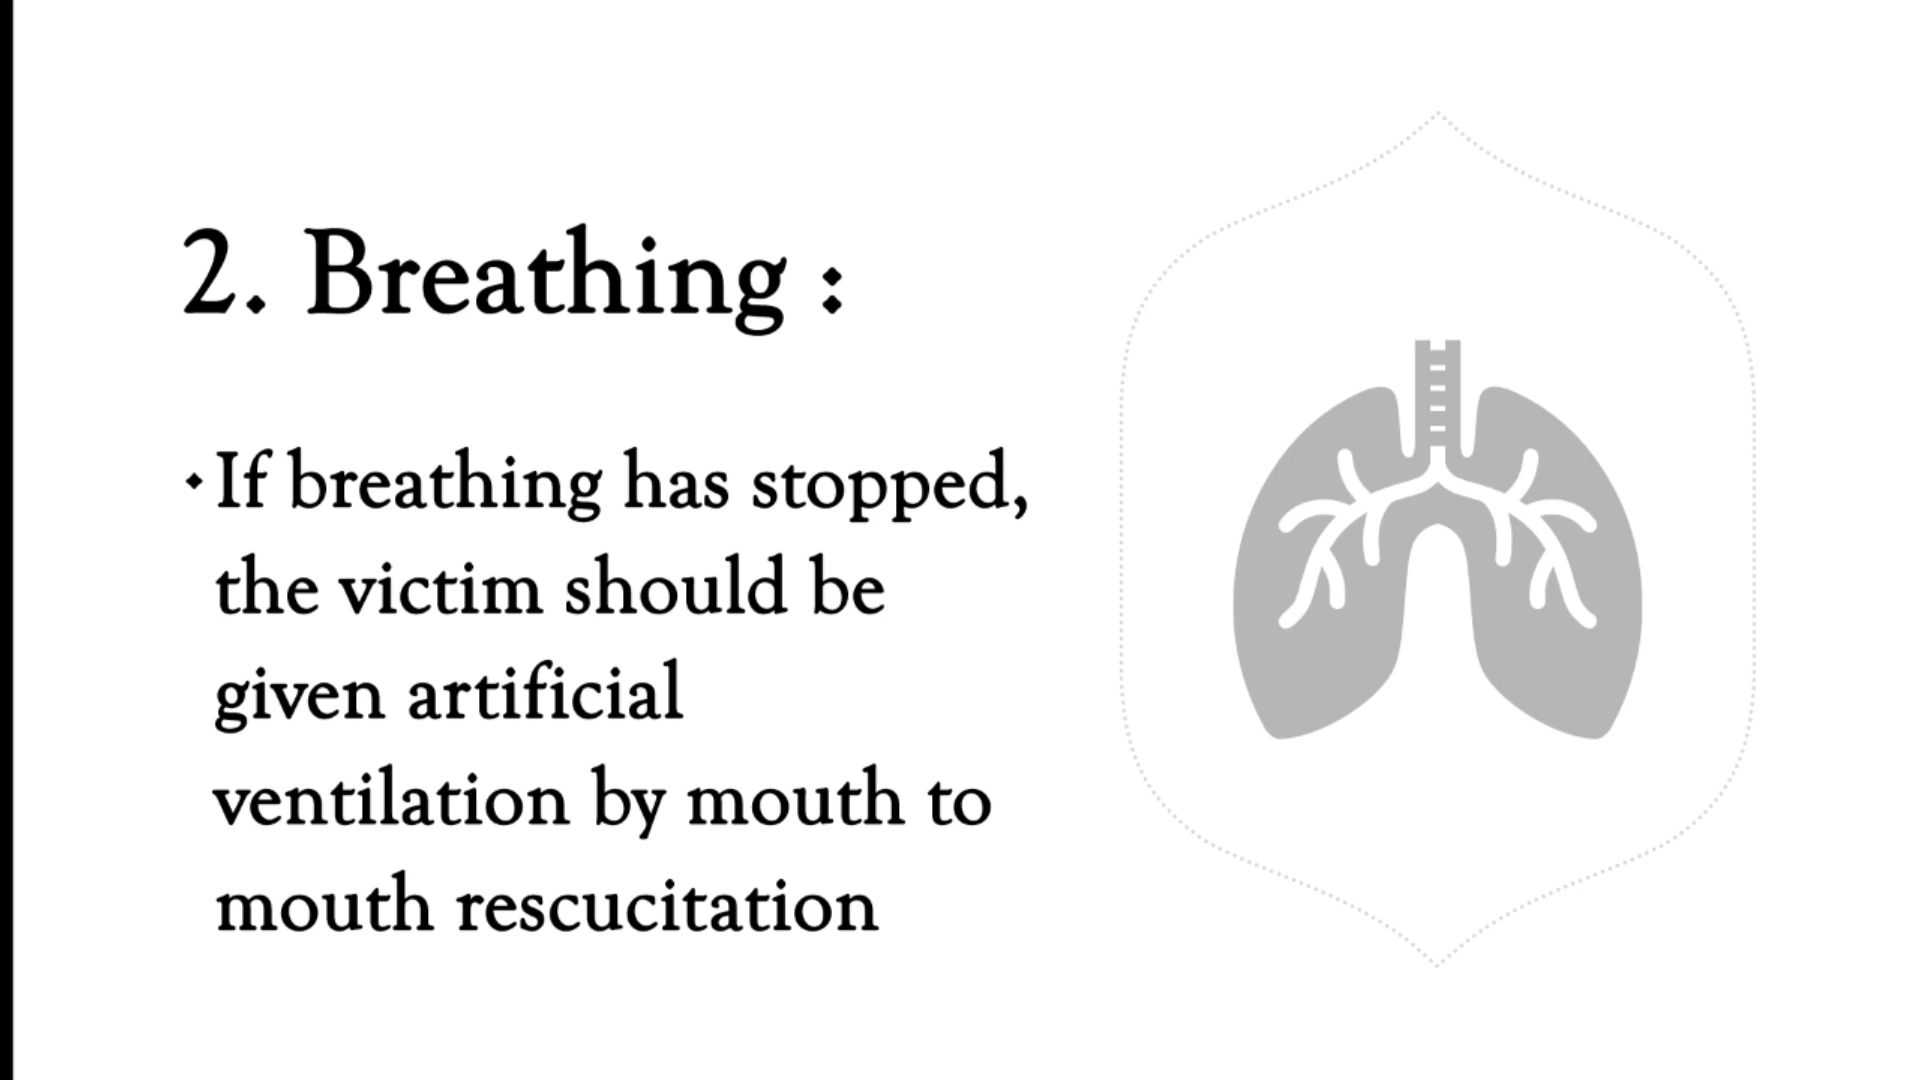 2. Breathing :
• If breathing has stopped,
the victim should be
given artificial
ventilation by mouth to
mouth rescucitation